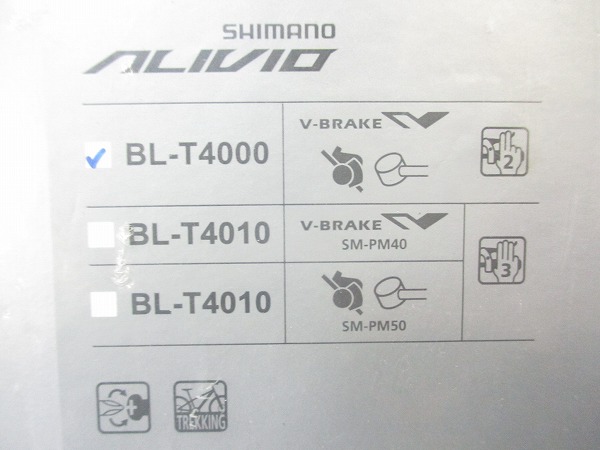 SHIMANO
ALIVIO
BL-T4000 V-BRAKE
2
BL-T4010 V-BRAKE
SM-PM40
3
BL-T4010
SM-PM50
TREKKING